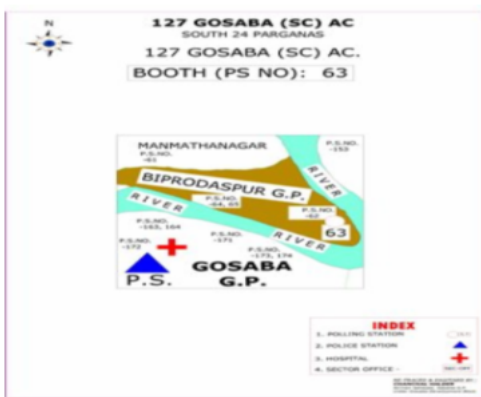 N
127 GOSABA (SC) AC
SOUTH 24 PARGANAS
127 GOSABA (SC) AC.
BOOTH (PS NO): 63
MANMATHANAGAR
P.S.NO.
-61
P.S.NO.
-153
RIVER
BIPRODASPUR G.P.
RIVER
P.S.NO.
-64, 65
P.S.NO.
-62
63
P.S.NO.
-163, 164
P.S.NO.
-171
RIVER
P.S.NO.
-172
P.S.NO.
-173, 174
GOSABA
G.P.
P.S.
INDEX
1. POLLING STATION
2. POLICE STATION
3. HOSPITAL
4. SECTOR OFFICE -